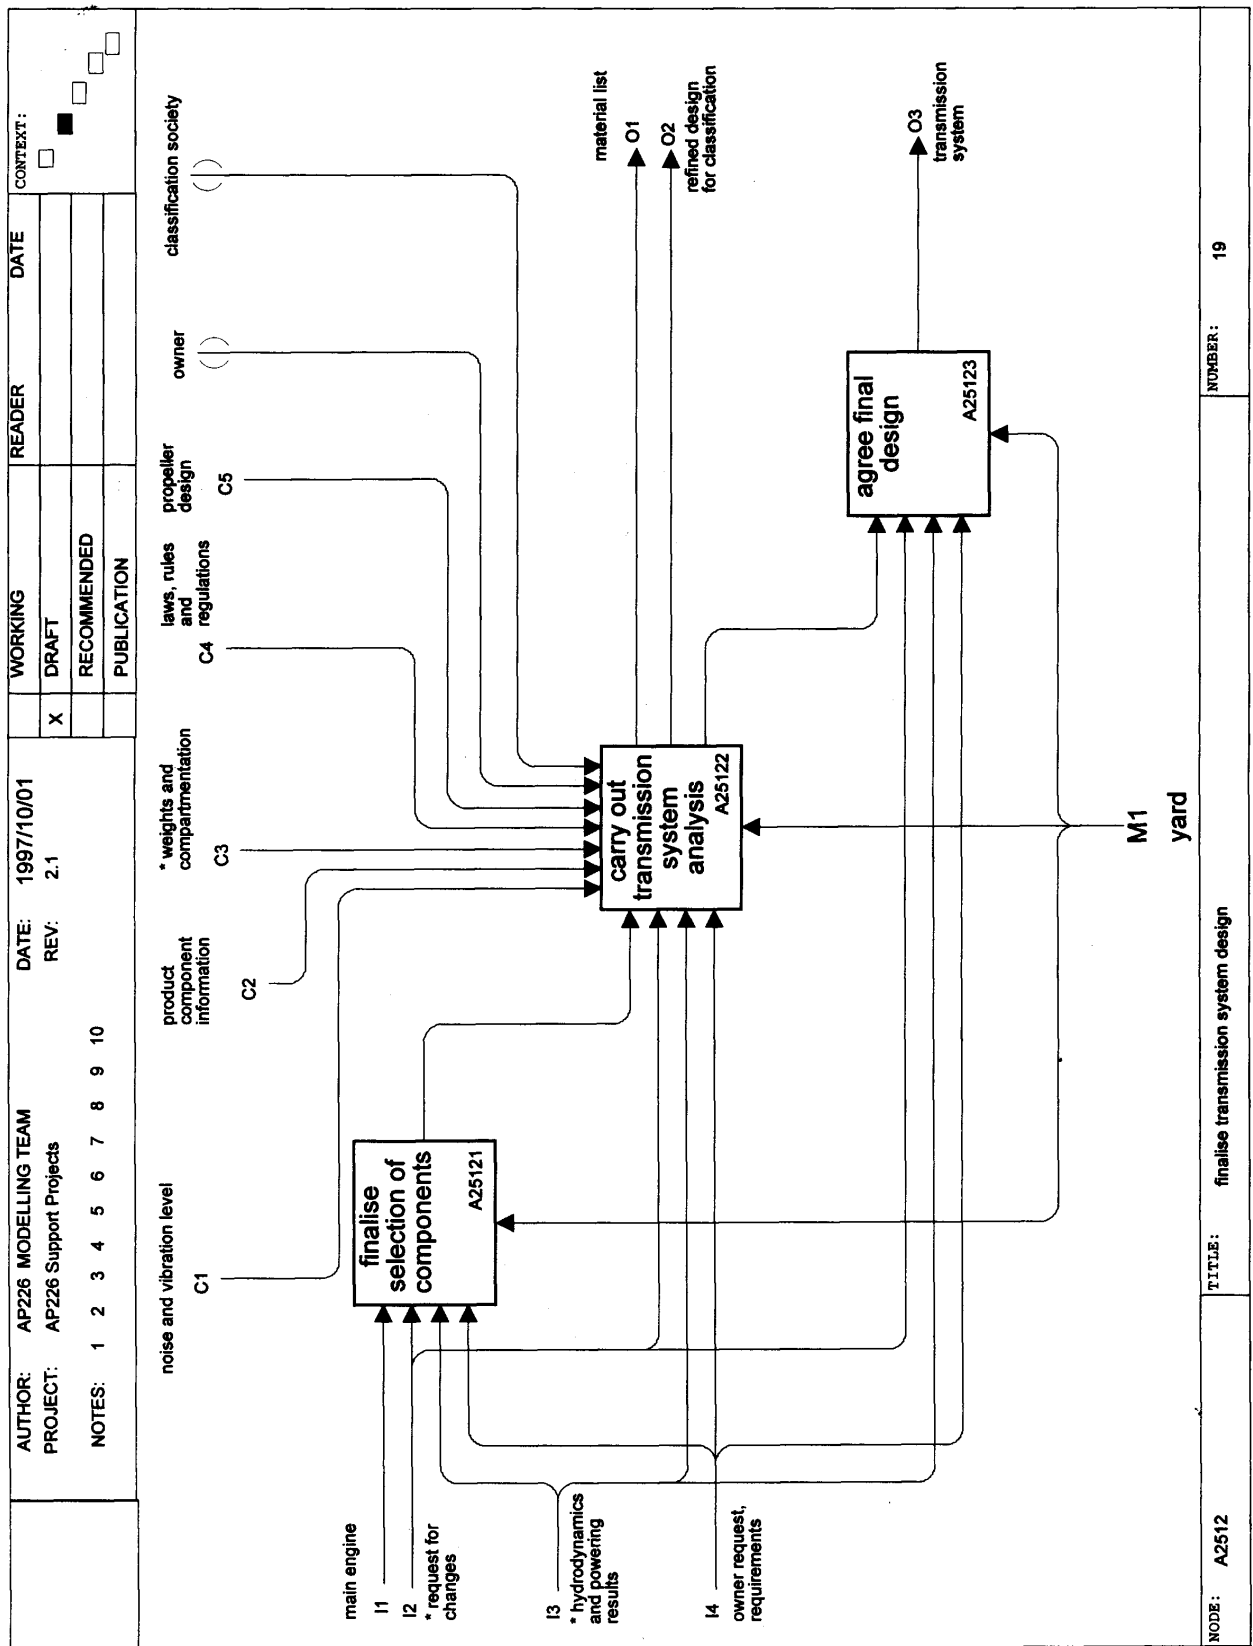 AUTHOR: AP226 MODELLING TEAM
PROJECT: AP226 Support Projects
NOTES: 1 2 3 4 5 6 7 8 9 10
DATE: 1997/10/01
REV: 2.1
WORKING
X DRAFT
RECOMMENDED
PUBLICATION
READER
DATE
CONTEXT:
noise and vibration level
C1
product
component
information
C2
* weights and
compartmentation
C3
laws, rules
and
regulations
C4
propeller
design
C5
owner
classification society
main engine
I1
I2
* request for
changes
I3
* hydrodynamics
and powering
results
I4
owner request,
requirements
finalise
selection of
components
A25121
carry out
transmission
system
analysis
A25122
agree final
design
A25123
material list
O1
O2
refined design
for classification
O3
transmission
system
M1
yard
NODE: A2512
TITLE: finalise transmission system design
NUMBER: 19